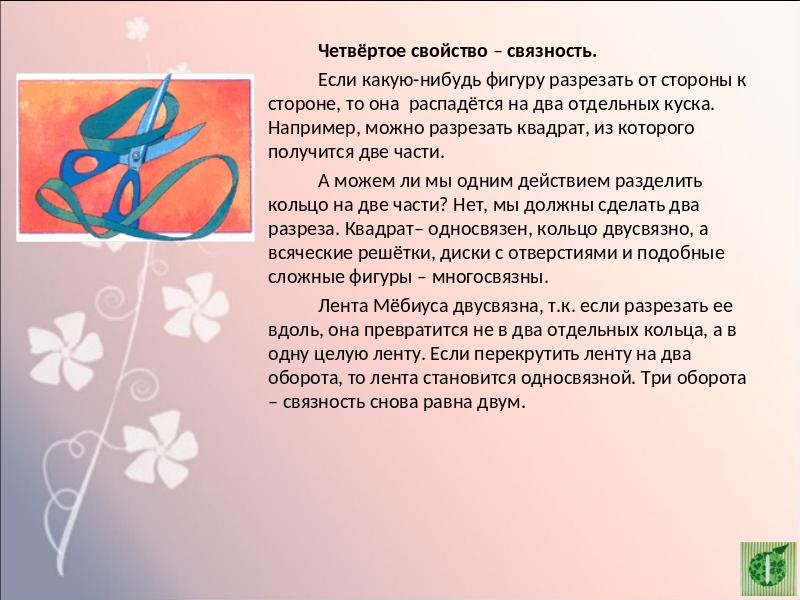 Четвёртое свойство – связность.
Если какую-нибудь фигуру разрезать от стороны к
стороне, то она  распадётся на два отдельных куска.
Например, можно разрезать квадрат, из которого
получится две части.
А можем ли мы одним действием разделить
кольцо на две части? Нет, мы должны сделать два
разреза. Квадрат– односвязен, кольцо двусвязно, а
всяческие решётки, диски с отверстиями и подобные
сложные фигуры – многосвязны.
Лента Мёбиуса двусвязна, т.к. если разрезать ее
вдоль, она превратится не в два отдельных кольца, а в
одну целую ленту. Если перекрутить ленту на два
оборота, то лента становится односвязной. Три оборота
– связность снова равна двум.